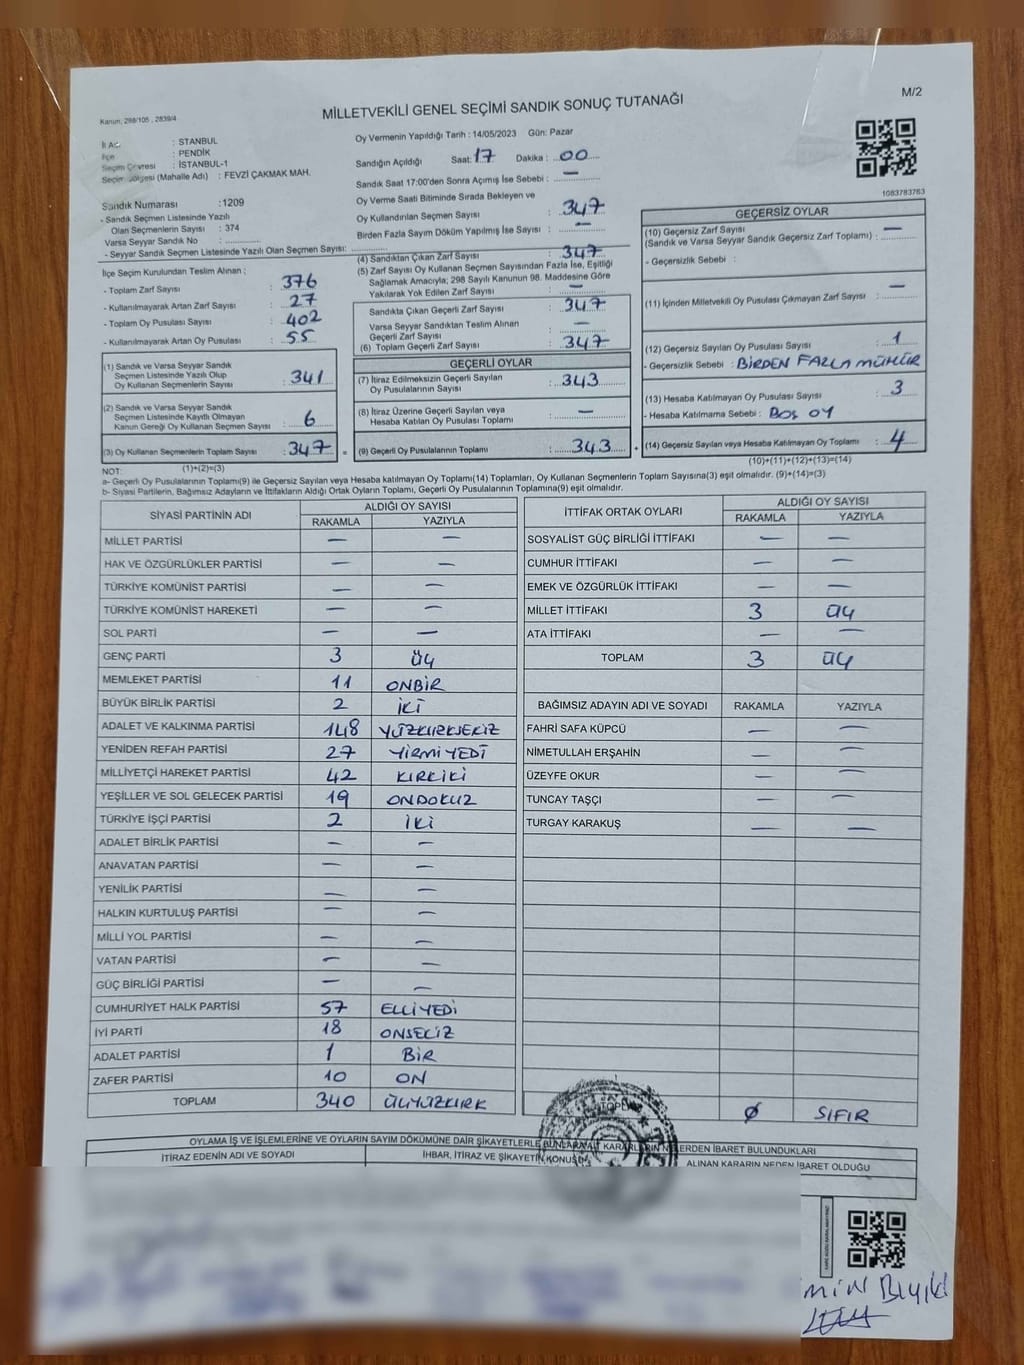 M/2
Kanun, 298/105 , 2839/4
MİLLETVEKİLİ GENEL SEÇİMİ SANDIK SONUÇ TUTANAĞI
İl : STANBUL
İlçe : PENDİK
Seçim Çevresi : İSTANBUL-1
Seçim Bölgesi (Mahalle Adı) : FEVZİ ÇAKMAK MAH.
Oy Vermenin Yapıldığı Tarih : 14/05/2023 Gün: Pazar
Sandığın Açıldığı Saat: 17 Dakika : 00
Sandık Saat 17:00'den Sonra Açımış İse Sebebi : —
Oy Verme Saati Bitiminde Sırada Bekleyen ve
Oy Kullandırılan Seçmen Sayısı : 347
Birden Fazla Sayım Döküm Yapılmış İse Sayısı : —
1083783763
Sandık Numarası : 1209
- Sandık Seçmen Listesinde Yazılı
Olan Seçmenlerin Sayısı : 374
Varsa Seyyar Sandık No :
- Seyyar Sandık Seçmen Listesinde Yazılı Olan Seçmen Sayısı:
İlçe Seçim Kurulundan Teslim Alınan ;
- Toplam Zarf Sayısı : 376
- Kullanılmayarak Artan Zarf Sayısı : 27
- Toplam Oy Pusulası Sayısı : 402
- Kullanılmayarak Artan Oy Pusulası : 55
(4) Sandıktan Çıkan Zarf Sayısı : 347
(5) Zarf Sayısı Oy Kullanan Seçmen Sayısından Fazla İse, Eşitliği
Sağlamak Amacıyla; 298 Sayılı Kanunun 98. Maddesine Göre
Yakılarak Yok Edilen Zarf Sayısı : —
Sandıkta Çıkan Geçerli Zarf Sayısı : 347
Varsa Seyyar Sandıktan Teslim Alınan
Geçerli Zarf Sayısı : —
(6) Toplam Geçerli Zarf Sayısı : 347
GEÇERSİZ OYLAR
(10) Geçersiz Zarf Sayısı
(Sandık ve Varsa Seyyar Sandık Geçersiz Zarf Toplamı) : —
- Geçersizlik Sebebi :
(11) İçinden Milletvekili Oy Pusulası Çıkmayan Zarf Sayısı : —
(12) Geçersiz Sayılan Oy Pusulası Sayısı : 1
- Geçersizlik Sebebi : BİRDEN FAZLA MÜHÜR
(13) Hesaba Katılmayan Oy Pusulası Sayısı : 3
- Hesaba Katılmama Sebebi : BOŞ OY
(14) Geçersiz Sayılan veya Hesaba Katılmayan Oy Toplamı : 4
(10)+(11)+(12)+(13)=(14)
(1) Sandık ve Varsa Seyyar Sandık
Seçmen Listesinde Yazılı Olup
Oy Kullanan Seçmenlerin Sayısı : 341
(2) Sandık ve Varsa Seyyar Sandık
Seçmen Listesinde Kayıtlı Olmayan
Kanun Gereği Oy Kullanan Seçmen Sayısı : 6
(3) Oy Kullanan Seçmenlerin Toplam Sayısı : 347 =
(1)+(2)=(3)
GEÇERLİ OYLAR
(7) İtiraz Edilmeksizin Geçerli Sayılan
Oy Pusulalarının Sayısı : 343
(8) İtiraz Üzerine Geçerli Sayılan veya
Hesaba Katılan Oy Pusulası Toplamı : —
(9) Geçerli Oy Pusulalarının Toplamı : 343 +
NOT:
a- Geçerli Oy Pusulalarının Toplamı(9) ile Geçersiz Sayılan veya Hesaba katılmayan Oy Toplamı(14) Toplamları, Oy Kullanan Seçmenlerin Toplam Sayısına(3) eşit olmalıdır. (9)+(14)=(3)
b- Siyasi Partilerin, Bağımsız Adayların ve İttifakların Aldığı Ortak Oyların Toplamı, Geçerli Oy Pusulalarının Toplamına(9) eşit olmalıdır.
SİYASİ PARTİNİN ADI ALDIĞI OY SAYISI
RAKAMLA YAZIYLA
MİLLET PARTİSİ — —
HAK VE ÖZGÜRLÜKLER PARTİSİ — —
TÜRKİYE KOMÜNİST PARTİSİ — —
TÜRKİYE KOMÜNİST HAREKETİ — —
SOL PARTİ — —
GENÇ PARTİ 3 ÜÇ
MEMLEKET PARTİSİ 11 ONBİR
BÜYÜK BİRLİK PARTİSİ 2 İKİ
ADALET VE KALKINMA PARTİSİ 148 YÜZKIRKSEKİZ
YENİDEN REFAH PARTİSİ 27 YİRMİYEDİ
MİLLİYETÇİ HAREKET PARTİSİ 42 KIRKİKİ
YEŞİLLER VE SOL GELECEK PARTİSİ 19 ONDOKUZ
TÜRKİYE İŞÇİ PARTİSİ 2 İKİ
ADALET BİRLİK PARTİSİ — —
ANAVATAN PARTİSİ — —
YENİLİK PARTİSİ — —
HALKIN KURTULUŞ PARTİSİ — —
MİLLİ YOL PARTİSİ — —
VATAN PARTİSİ — —
GÜÇ BİRLİĞİ PARTİSİ — —
CUMHURİYET HALK PARTİSİ 57 ELLİYEDİ
İYİ PARTİ 18 ONSEKİZ
ADALET PARTİSİ 1 BİR
ZAFER PARTİSİ 10 ON
TOPLAM 340 ÜÇYÜZKIRK
İTTİFAK ORTAK OYLARI ALDIĞI OY SAYISI
RAKAMLA YAZIYLA
SOSYALİST GÜÇ BİRLİĞİ İTTİFAKI — —
CUMHUR İTTİFAKI — —
EMEK VE ÖZGÜRLÜK İTTİFAKI — —
MİLLET İTTİFAKI 3 ÜÇ
ATA İTTİFAKI — —
TOPLAM 3 ÜÇ
BAĞIMSIZ ADAYIN ADI VE SOYADI RAKAMLA YAZIYLA
FAHRİ SAFA KÜPCÜ — —
NİMETULLAH ERŞAHİN — —
ÜZEYFE OKUR — —
TUNCAY TAŞÇI — —
TURGAY KARAKUŞ — —
TOPLAM Ø SIFIR
OYLAMA İŞ VE İŞLEMLERİNE VE OYLARIN SAYIM DÖKÜMÜNE DAİR ŞİKAYETLERLE BUNLARA AİT KARARLARIN NELERDEN İBARET BULUNDUKLARI
İTİRAZ EDENİN ADI VE SOYADI İHBAR, İTİRAZ VE ŞİKAYETİN KONUSU ALINAN KARARIN NEDEN İBARET OLDUĞU